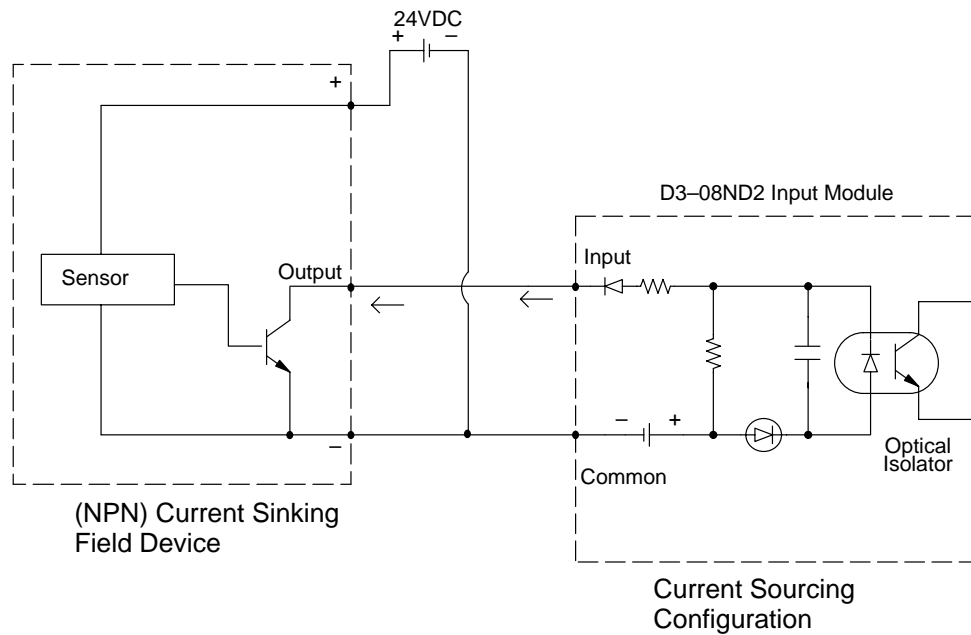 24VDC
+ −
+
D3–08ND2 Input Module
Input
Output
Sensor
− +
−
Common
Optical
Isolator
(NPN) Current Sinking
Field Device
Current Sourcing
Configuration